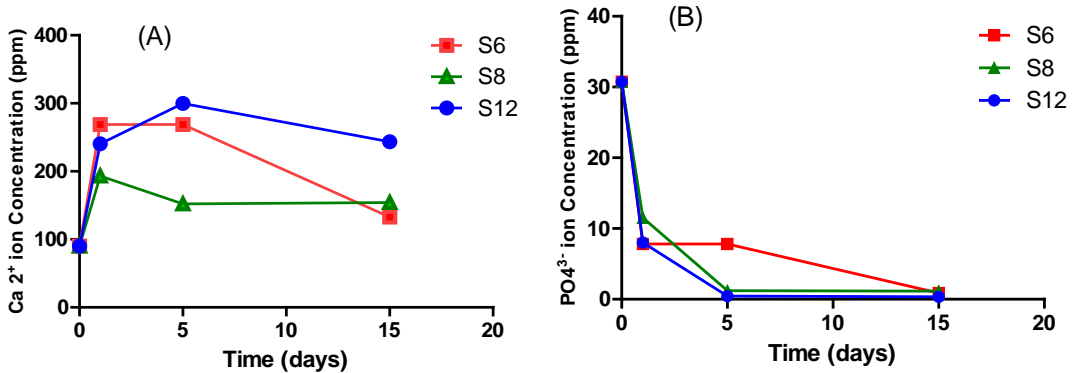 (A)
Ca 2+ ion Concentration (ppm)
400
300
200
100
0
0 5 10 15 20
Time (days)
S6
S8
S12
(B)
PO4³⁻ ion Concentration (ppm)
40
30
20
10
0
0 5 10 15 20
Time (days)
S6
S8
S12